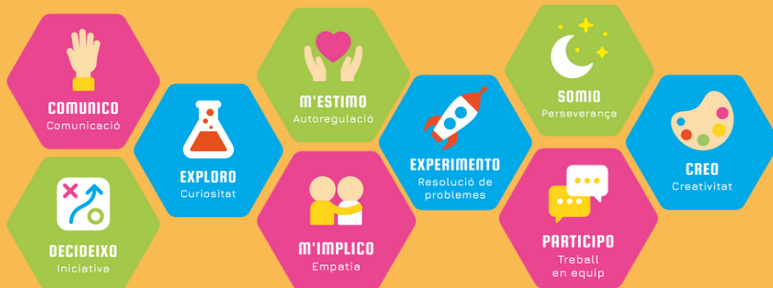 COMUNICO
Comunicació
DECIDEIXO
Iniciativa
EXPLORO
Curiositat
M'ESTIMO
Autoregulació
M'IMPLICO
Empatia
EXPERIMENTO
Resolució de
problemes
SOMIO
Perseverança
PARTICIPO
Treball
en equip
CREO
Creativitat